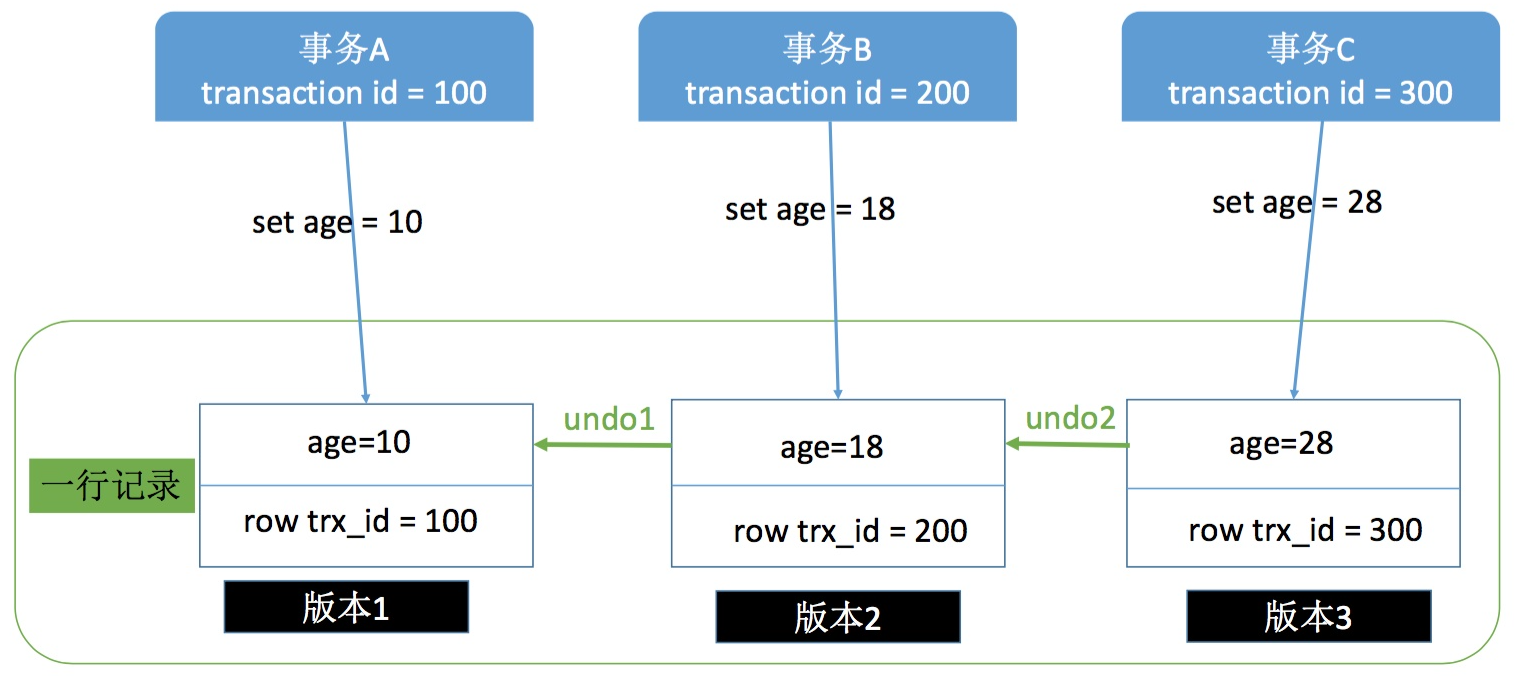 事务A
transaction id = 100
事务B
transaction id = 200
事务C
transaction id = 300
set age = 10
set age = 18
set age = 28
undo1
undo2
age=10
age=18
age=28
一行记录
row trx_id = 100
row trx_id = 200
row trx_id = 300
版本1
版本2
版本3